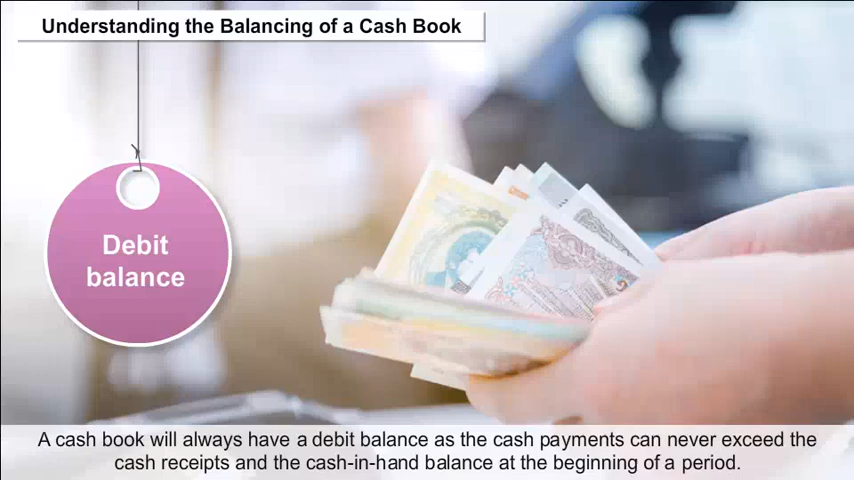 Understanding the Balancing of a Cash Book
Debit
balance
A cash book will always have a debit balance as the cash payments can never exceed the
cash receipts and the cash-in-hand balance at the beginning of a period.